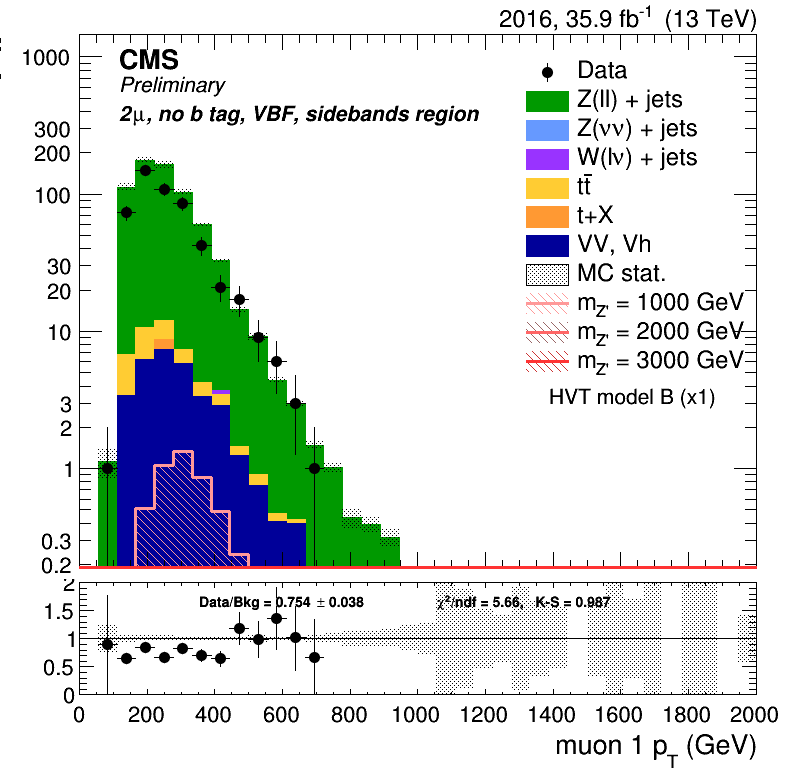 2016, 35.9 fb⁻¹ (13 TeV)
CMS
Preliminary
2μ, no b tag, VBF, sidebands region
Data
Z(ll) + jets
Z(νν) + jets
W(lν) + jets
tt̄
t+X
VV, Vh
MC stat.
m_Z' = 1000 GeV
m_Z' = 2000 GeV
m_Z' = 3000 GeV
HVT model B (x1)
1000
300
200
100
30
20
10
3
2
1
0.3
0.2
Data/Bkg = 0.754 ± 0.038
χ²/ndf = 5.66, K-S = 0.987
2
1.5
1
0.5
0
0 200 400 600 800 1000 1200 1400 1600 1800 2000
muon 1 p_T (GeV)